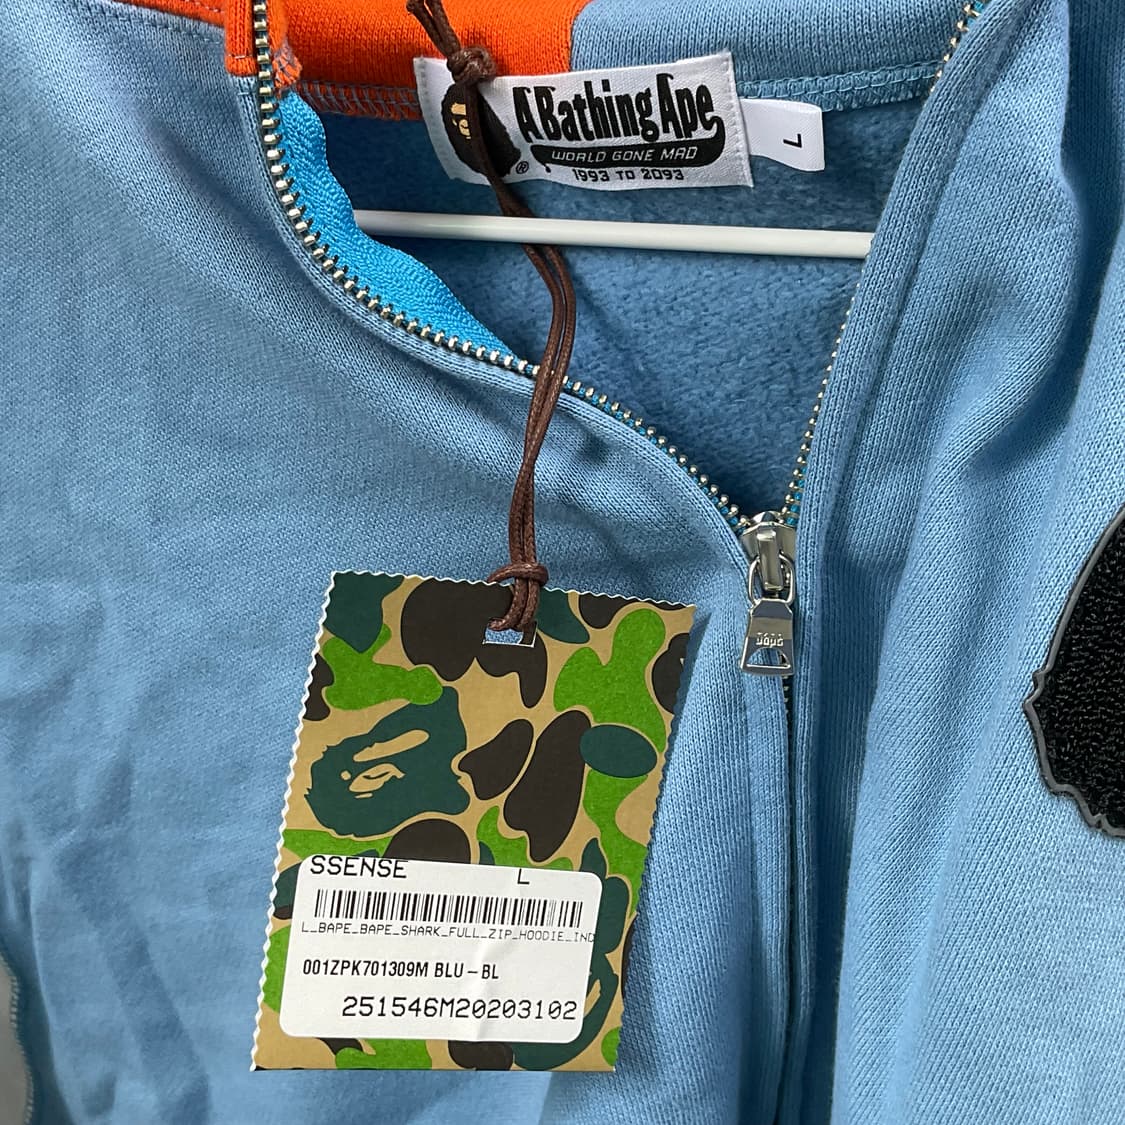 A Bathing Ape
®
WORLD GONE MAD
1993 TO 2093
L
SSENSE L
L_BAPE_BAPE_SHARK_FULL_ZIP_HOODIE_IND
001ZPK701309M BLU-BL
251546M20203102